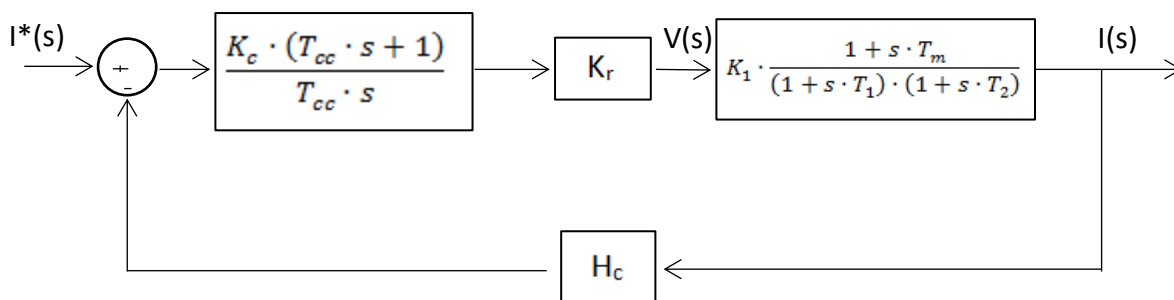 I*(s)
+
-
K_c · (T_cc · s + 1)
T_cc · s
K_r
V(s)
K_1 ·
1 + s · T_m
(1 + s · T_1) · (1 + s · T_2)
I(s)
H_c